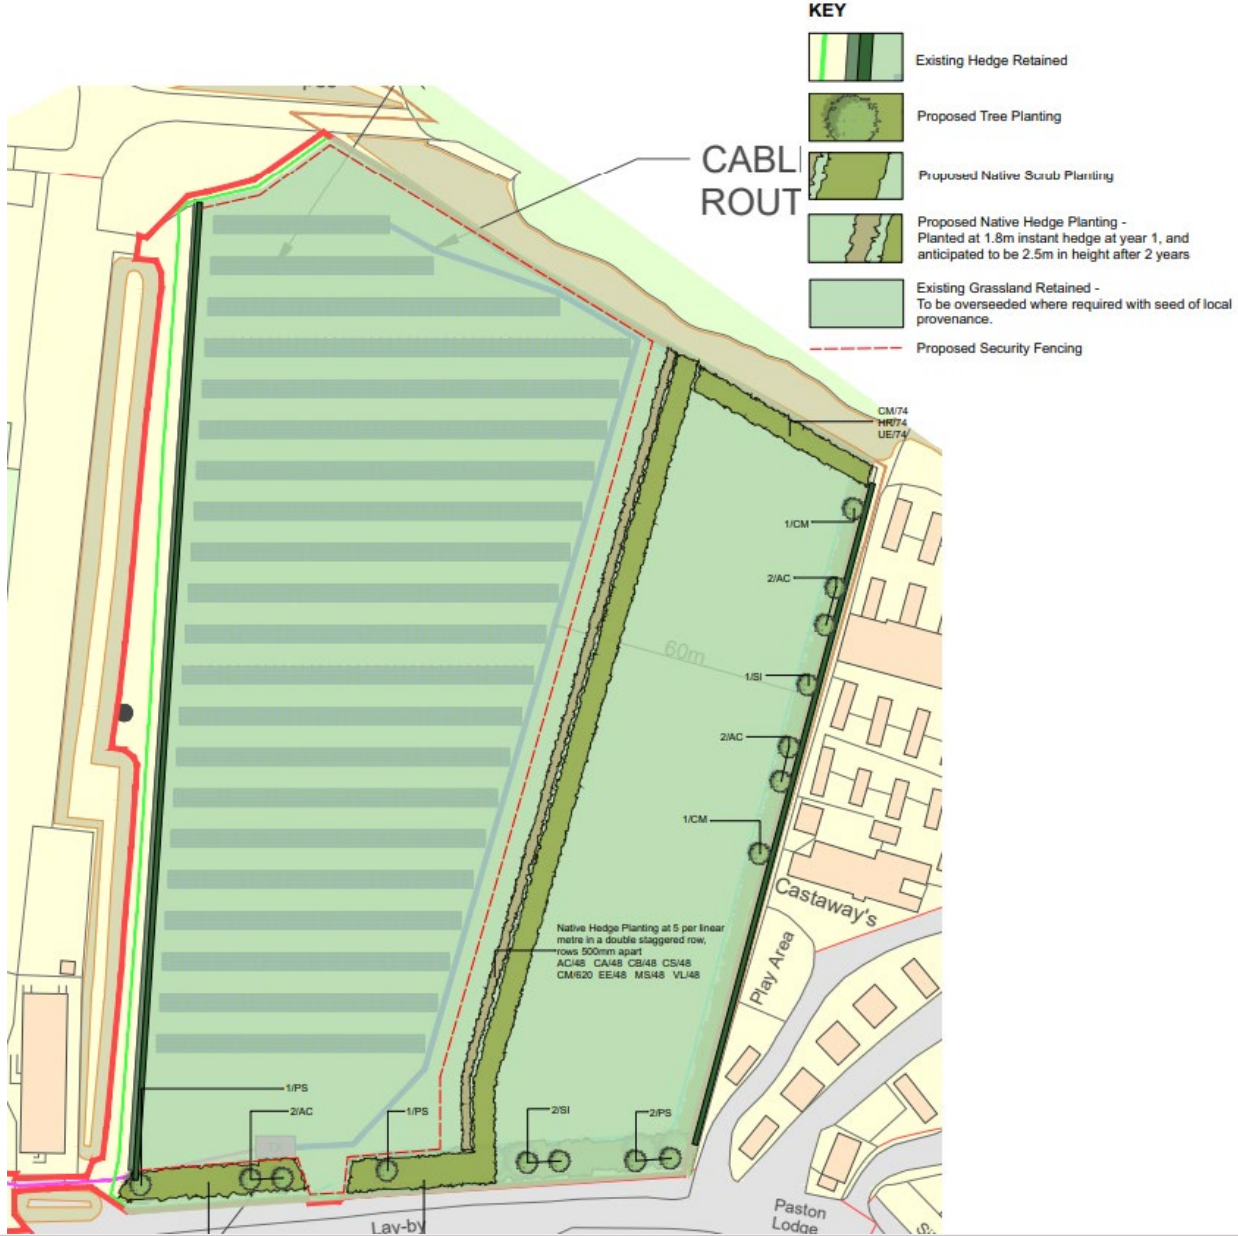 KEY
Existing Hedge Retained
Proposed Tree Planting
Proposed Native Scrub Planting
Proposed Native Hedge Planting -
Planted at 1.8m instant hedge at year 1, and
anticipated to be 2.5m in height after 2 years
Existing Grassland Retained -
To be overseeded where required with seed of local
provenance.
Proposed Security Fencing
CABL
ROUT
CM/74
HR/74
UE/74
1/CM
2/AC
60m
1/SI
2/AC
1/CM
Castaway's
Native Hedge Planting at 5 per linear
metre in a double staggered row,
rows 500mm apart
AC/48 CA/48 CB/48 CS/48
CM/620 EE/48 MS/48 VL/48
Play Area
1/PS
2/AC
1/PS
2/SI
2/PS
Lay-by
Paston
Lodge